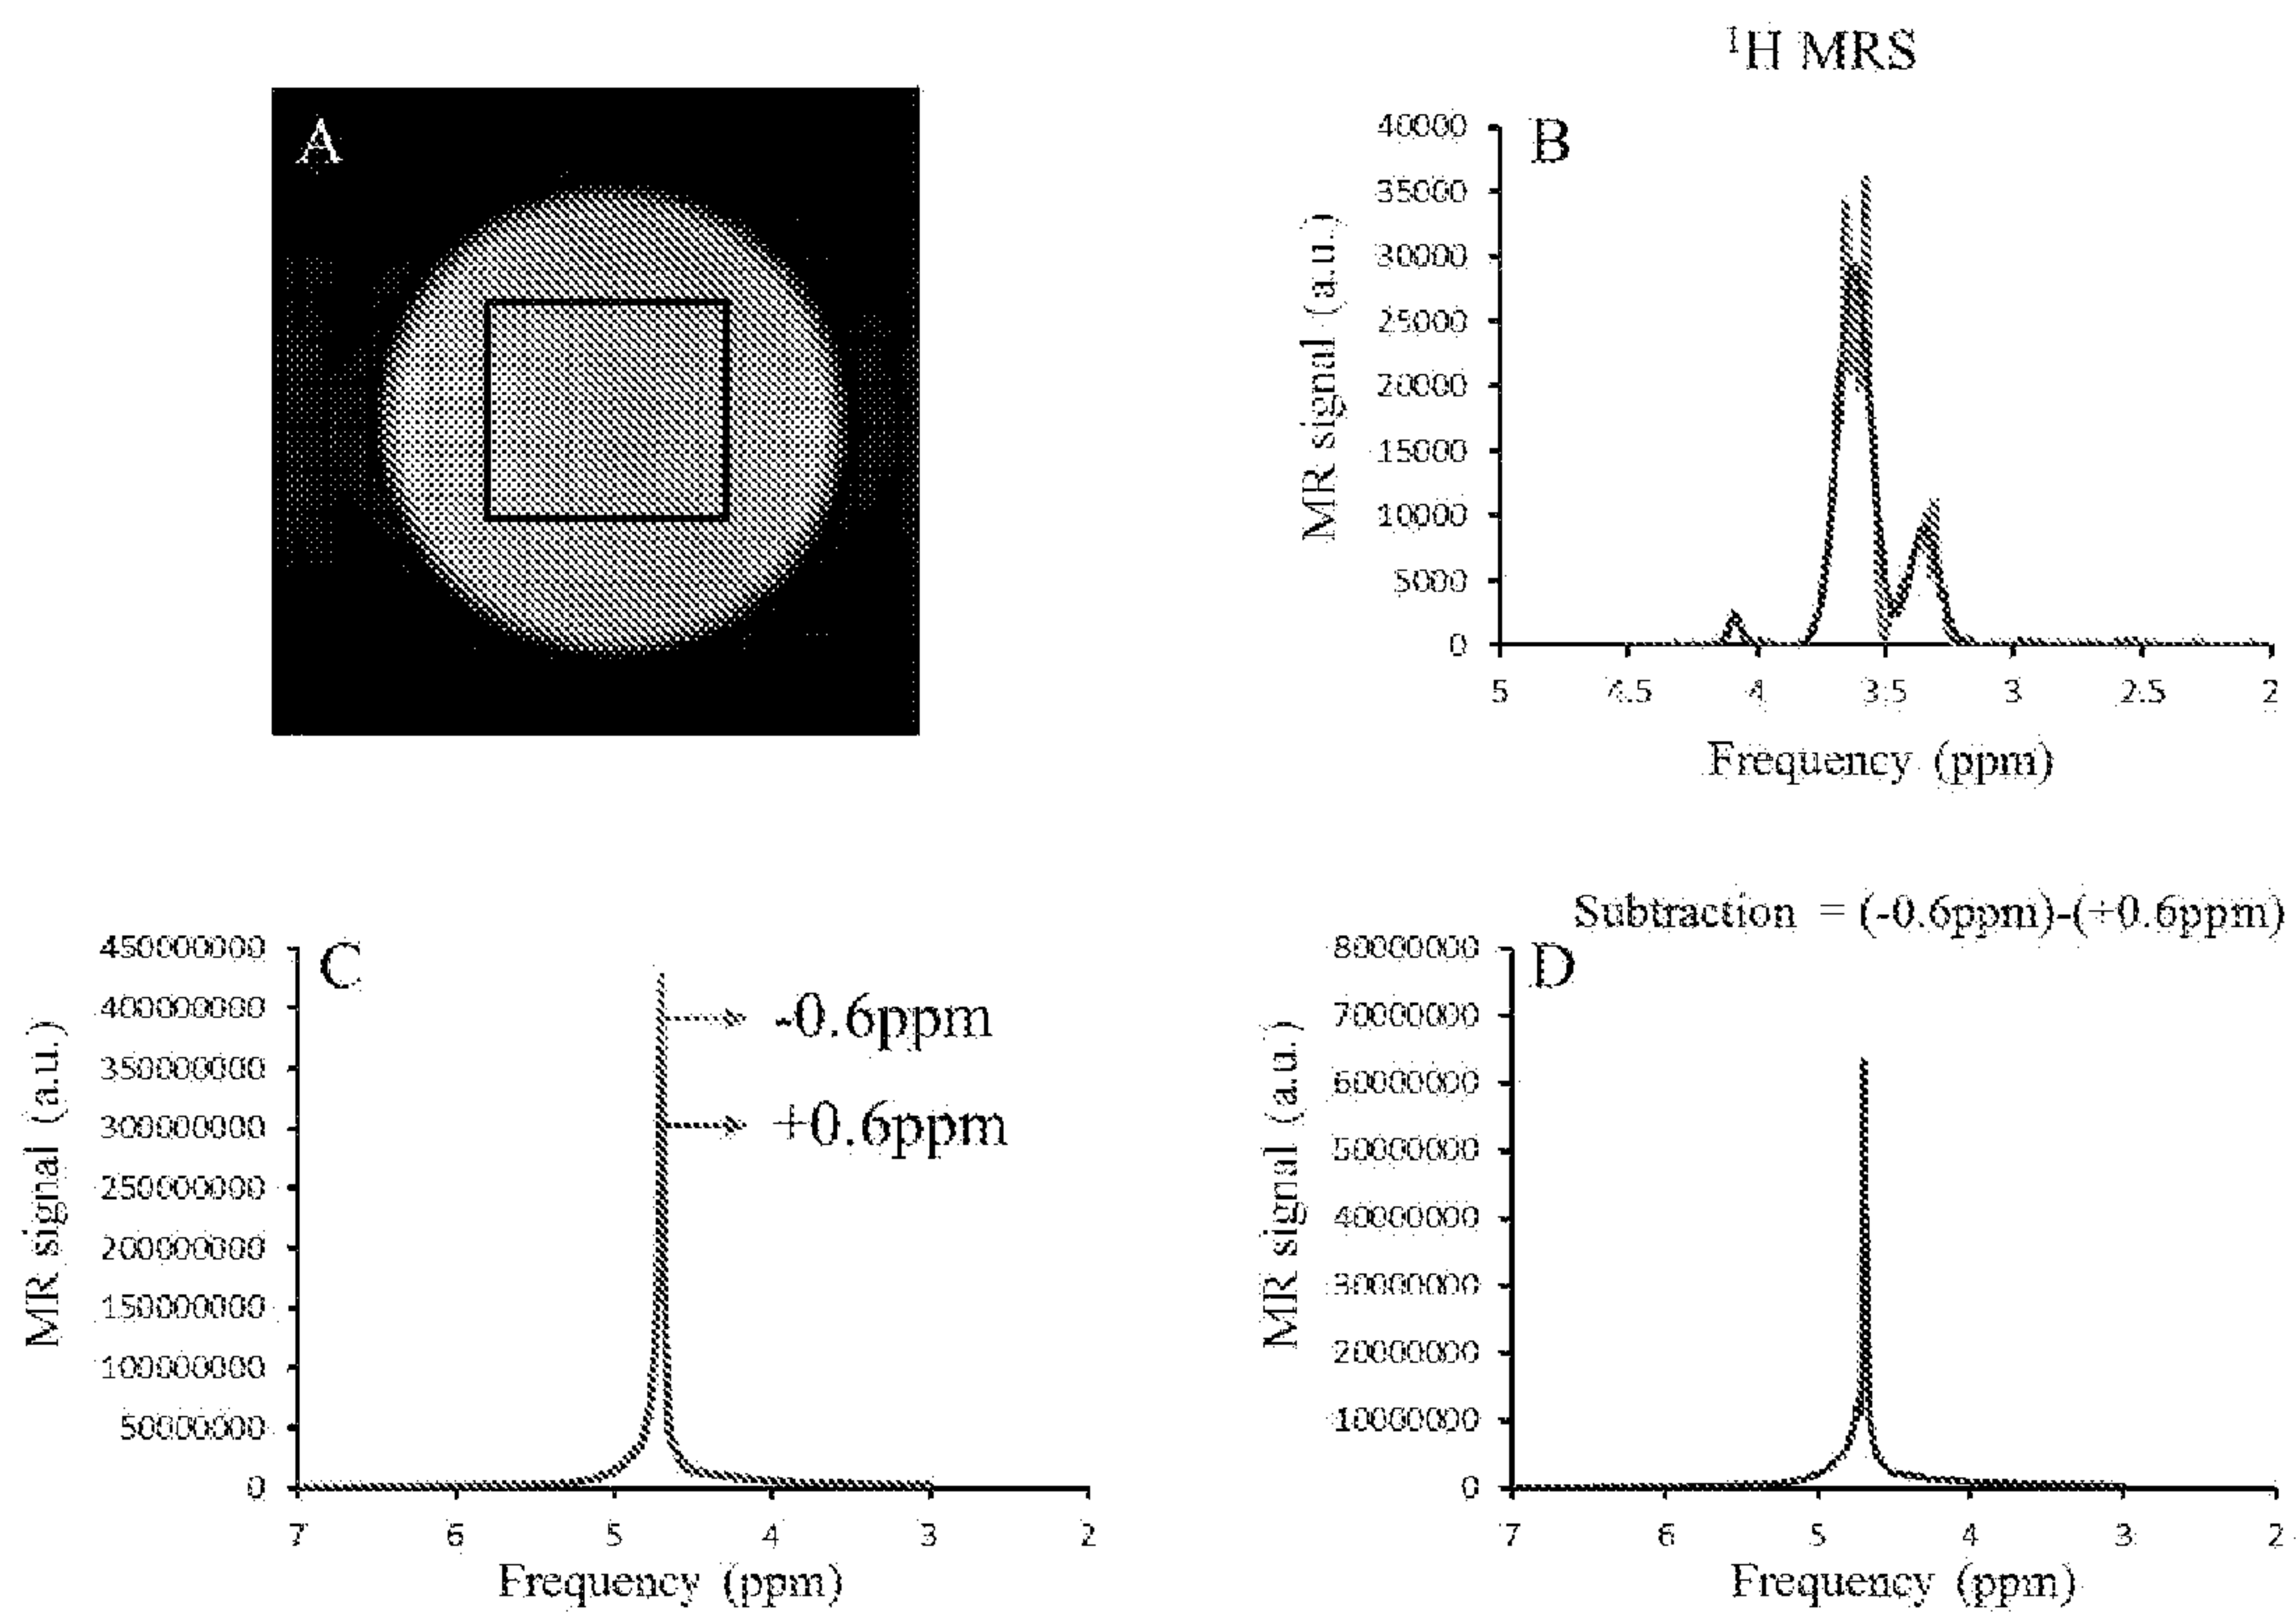 A
¹H MRS
B
40000
35000
30000
25000
20000
15000
10000
5000
0
MR signal (a.u.)
5 4.5 4 3.5 3 2.5 2
Frequency (ppm)
C
450000000
400000000
350000000
300000000
250000000
200000000
150000000
100000000
50000000
0
MR signal (a.u.)
-0.6ppm
+0.6ppm
7 6 5 4 3 2
Frequency (ppm)
Subtraction = (-0.6ppm)-(+0.6ppm)
D
80000000
70000000
60000000
50000000
40000000
30000000
20000000
10000000
0
MR signal (a.u.)
7 6 5 4 3 2
Frequency (ppm)